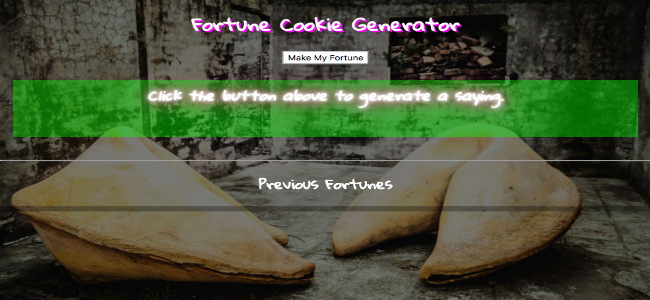 Fortune Cookie Generator
Make My Fortune
Click the button above to generate a saying.
Previous Fortunes